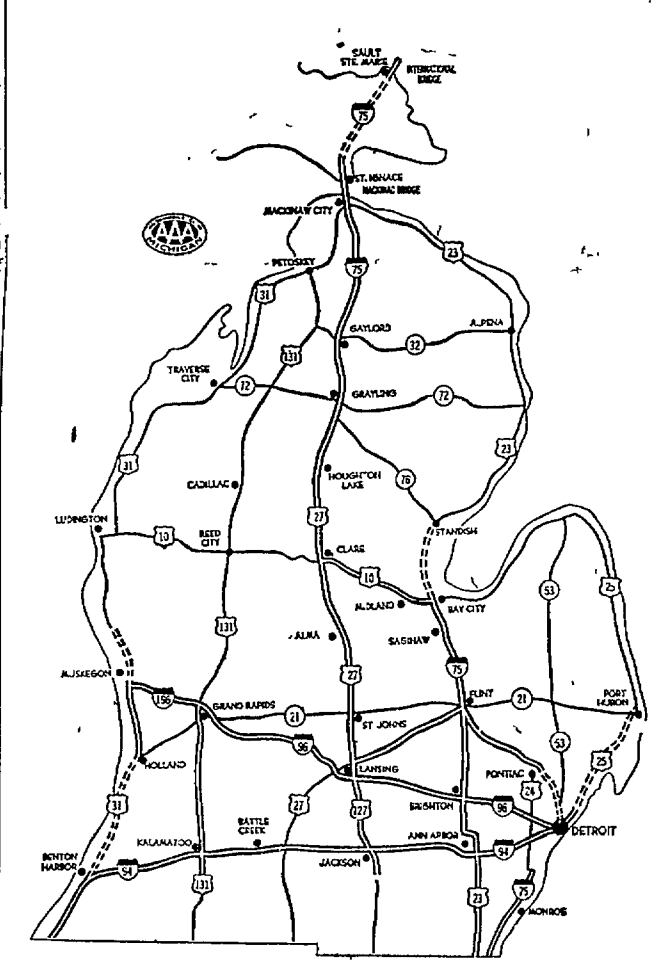 SAULT
STE. MARIE
INTERNATIONAL
BRIDGE
75
ST. IGNACE
MACKINAC BRIDGE
MACKINAW CITY
AAA
MICHIGAN
23
PETOSKEY
75
31
GAYLORD
ALPENA
32
131
TRAVERSE
CITY
72
GRAYLING
72
23
31
HOUGHTON
LAKE
76
CADILLAC
27
STANDISH
LUDINGTON
10
REED
CITY
CLARE
10
53
25
MIDLAND
BAY CITY
131
ALMA
SAGINAW
75
MUSKEGON
27
196
GRAND RAPIDS
21
ST JOHNS
FLINT
21
PORT
HURON
96
53
HOLLAND
LANSING
PONTIAC
25
24
31
27
127
BRIGHTON
96
DETROIT
BATTLE
CREEK
KALAMAZOO
ANN ARBOR
94
BENTON
HARBOR
94
JACKSON
131
23
75
MONROE